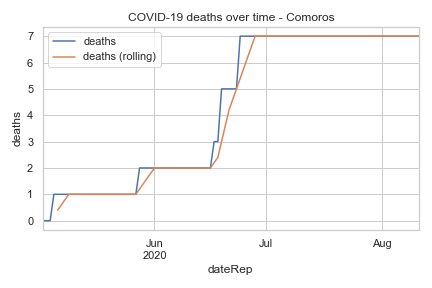 COVID-19 deaths over time - Comoros
deaths
deaths (rolling)
7
6
5
4
3
2
1
0
deaths
Jun
2020
Jul
Aug
dateRep